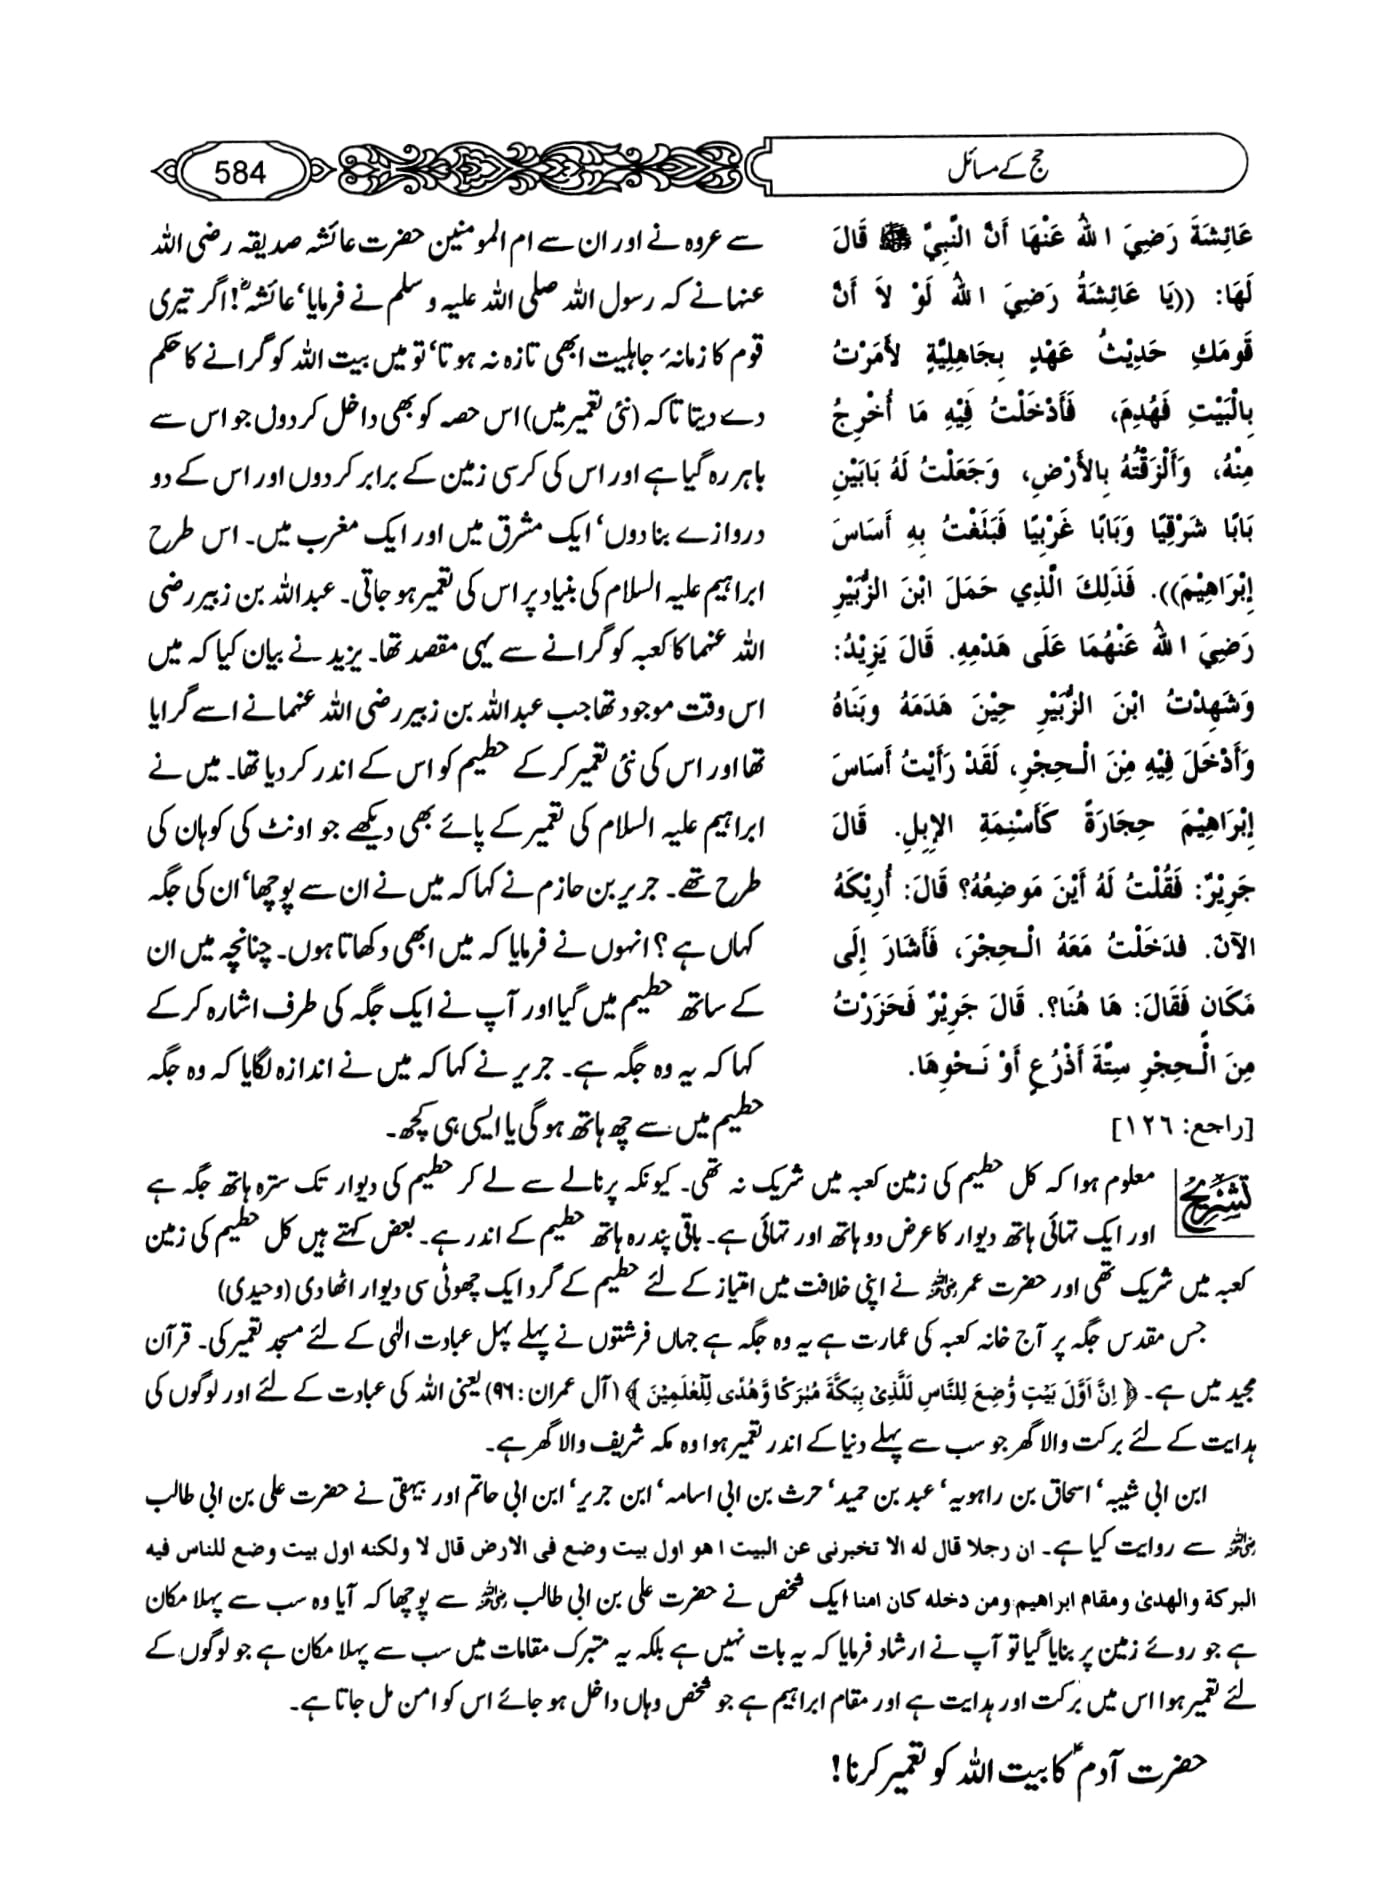 حج کے مسائل
584
عَائِشَةَ رَضِيَ اللهُ عَنْهَا أَنَّ النَّبِيَّ ﷺ قَالَ
لَهَا: ((يَا عَائِشَةُ رَضِيَ اللهُ لَوْ لاَ أَنَّ
قَومَكِ حَدِيْثُ عَهْدٍ بِجَاهِلِيَّةٍ لأَمَرْتُ
بِالْبَيْتِ فَهُدِمَ، فَأَدْخَلْتُ فِيْهِ مَا أُخْرِجُ
مِنْهُ، وَأَلْزَقْتُهُ بِالأَرْضِ، وَجَعَلْتُ لَهُ بَابَيْنِ
بَابًا شَرْقِيًا وَبَابًا غَرْبِيًا فَبَلَغْتُ بِهِ أَسَاسَ
إِبْرَاهِيْمَ)). فَذَلِكَ الَّذِي حَمَلَ ابْنَ الزُّبَيْرِ
رَضِيَ اللهُ عَنْهُمَا عَلَى هَدْمِهِ. قَالَ يَزِيْدُ:
وَشَهِدْتُ ابْنَ الزُّبَيْرِ حِيْنَ هَدَمَهُ وبَنَاهُ
وَأَدْخَلَ فِيْهِ مِنَ الْحِجْرِ، لَقَدْ رَأَيْتُ أَسَاسَ
إِبْرَاهِيْمَ حِجَارَةً كَأَسْنِمَةِ الإِبِلِ. قَالَ
جَرِيْرٌ: فَقُلْتُ لَهُ أَيْنَ مَوضِعُهُ؟ قَالَ: أُرِيْكَهُ
الآنَ. فدَخَلْتُ مَعَهُ الْحِجْرَ، فَأَشَارَ إِلَى
مَكَانٍ فَقَالَ: هَا هُنَا؟. قَالَ جَرِيْرٌ فَحَزَرْتُ
مِنَ الْحِجْرِ سِتَّةَ أَذْرُعٍ أَوْ نَحْوِهَا.
[راجع: ١٢٦]
سے عروہ نے اور ان سے ام المومنین حضرت عائشہ صدیقہ رضی اللہ
عنہا نے کہ رسول اللہ صلی اللہ علیہ و سلم نے فرمایا‘ عائشہؓ! اگر تیری
قوم کا زمانۂ جاہلیت ابھی تازہ نہ ہوتا‘ تو میں بیت اللہ کو گرانے کا حکم
دے دیتا تاکہ (نئی تعمیر میں) اس حصہ کو بھی داخل کر دوں جو اس سے
باہر رہ گیا ہے اور اس کی کرسی زمین کے برابر کر دوں اور اس کے دو
دروازے بنا دوں‘ ایک مشرق میں اور ایک مغرب میں۔ اس طرح
ابراہیم علیہ السلام کی بنیاد پر اس کی تعمیر ہو جاتی۔ عبداللہ بن زبیر رضی
اللہ عنہما کا کعبہ کو گرانے سے یہی مقصد تھا۔ یزید نے بیان کیا کہ میں
اس وقت موجود تھا جب عبداللہ بن زبیر رضی اللہ عنہما نے اسے گرایا
تھا اور اس کی نئی تعمیر کر کے حطیم کو اس کے اندر کر دیا تھا۔ میں نے
ابراہیم علیہ السلام کی تعمیر کے پائے بھی دیکھے جو اونٹ کی کوہان کی
طرح تھے۔ جریر بن حازم نے کہا کہ میں نے ان سے پوچھا‘ ان کی جگہ
کہاں ہے؟ انہوں نے فرمایا کہ میں ابھی دکھاتا ہوں۔ چنانچہ میں ان
کے ساتھ حطیم میں گیا اور آپ نے ایک جگہ کی طرف اشارہ کر کے
کہا کہ یہ وہ جگہ ہے۔ جریر نے کہا کہ میں نے اندازہ لگایا کہ وہ جگہ
حطیم میں سے چھ ہاتھ ہوگی یا ایسی ہی کچھ۔
تشریح معلوم ہوا کہ کل حطیم کی زمین کعبہ میں شریک نہ تھی۔ کیونکہ پرنالے سے لے کر حطیم کی دیوار تک سترہ ہاتھ جگہ ہے
اور ایک تہائی ہاتھ دیوار کا عرض دو ہاتھ اور تہائی ہے۔ باقی پندرہ ہاتھ حطیم کے اندر ہے۔ بعض کہتے ہیں کل حطیم کی زمین
کعبہ میں شریک تھی اور حضرت عمر ؓ نے اپنی خلافت میں امتیاز کے لئے حطیم کے گرد ایک چھوٹی سی دیوار اٹھا دی (وحیدی)
جس مقدس جگہ پر آج خانہ کعبہ کی عمارت ہے یہ وہ جگہ ہے جہاں فرشتوں نے پہلے پہل عبادت الٰہی کے لئے مسجد تعمیر کی۔ قرآن
مجید میں ہے۔ ﴿ اِنَّ اَوَّلَ بَيْتٍ وُّضِعَ لِلنَّاسِ لَلَّذِىْ بِبَكَّةَ مُبٰرَكًا وَّهُدًى لِّلْعٰلَمِيْنَ ﴾ (آل عمران: ۹۶) یعنی اللہ کی عبادت کے لئے اور لوگوں کی
ہدایت کے لئے برکت والا گھر جو سب سے پہلے دنیا کے اندر تعمیر ہوا وہ مکہ شریف والا گھر ہے۔
ابن ابی شیبہ‘ اسحاق بن راہویہ‘ عبد بن حمید‘ حرث بن ابی اسامہ‘ ابن جریر‘ ابن ابی حاتم اور بیہقی نے حضرت علی بن ابی طالب
ؓ سے روایت کیا ہے۔ ان رجلا قال له الا تخبرنی عن البیت ا هو اول بیت وضع فی الارض قال لا ولکنه اول بیت وضع للناس فیه
البرکة والهدیٰ ومقام ابراهیم ومن دخله کان امنا ایک شخص نے حضرت علی بن ابی طالب ؓ سے پوچھا کہ آیا وہ سب سے پہلا مکان
ہے جو روئے زمین پر بنایا گیا تو آپ نے ارشاد فرمایا کہ یہ بات نہیں ہے بلکہ یہ متبرک مقامات میں سب سے پہلا مکان ہے جو لوگوں کے
لئے تعمیر ہوا اس میں برکت اور ہدایت ہے اور مقام ابراہیم ہے جو شخص وہاں داخل ہو جائے اس کو امن مل جاتا ہے۔
حضرت آدمؑ کا بیت اللہ کو تعمیر کرنا!